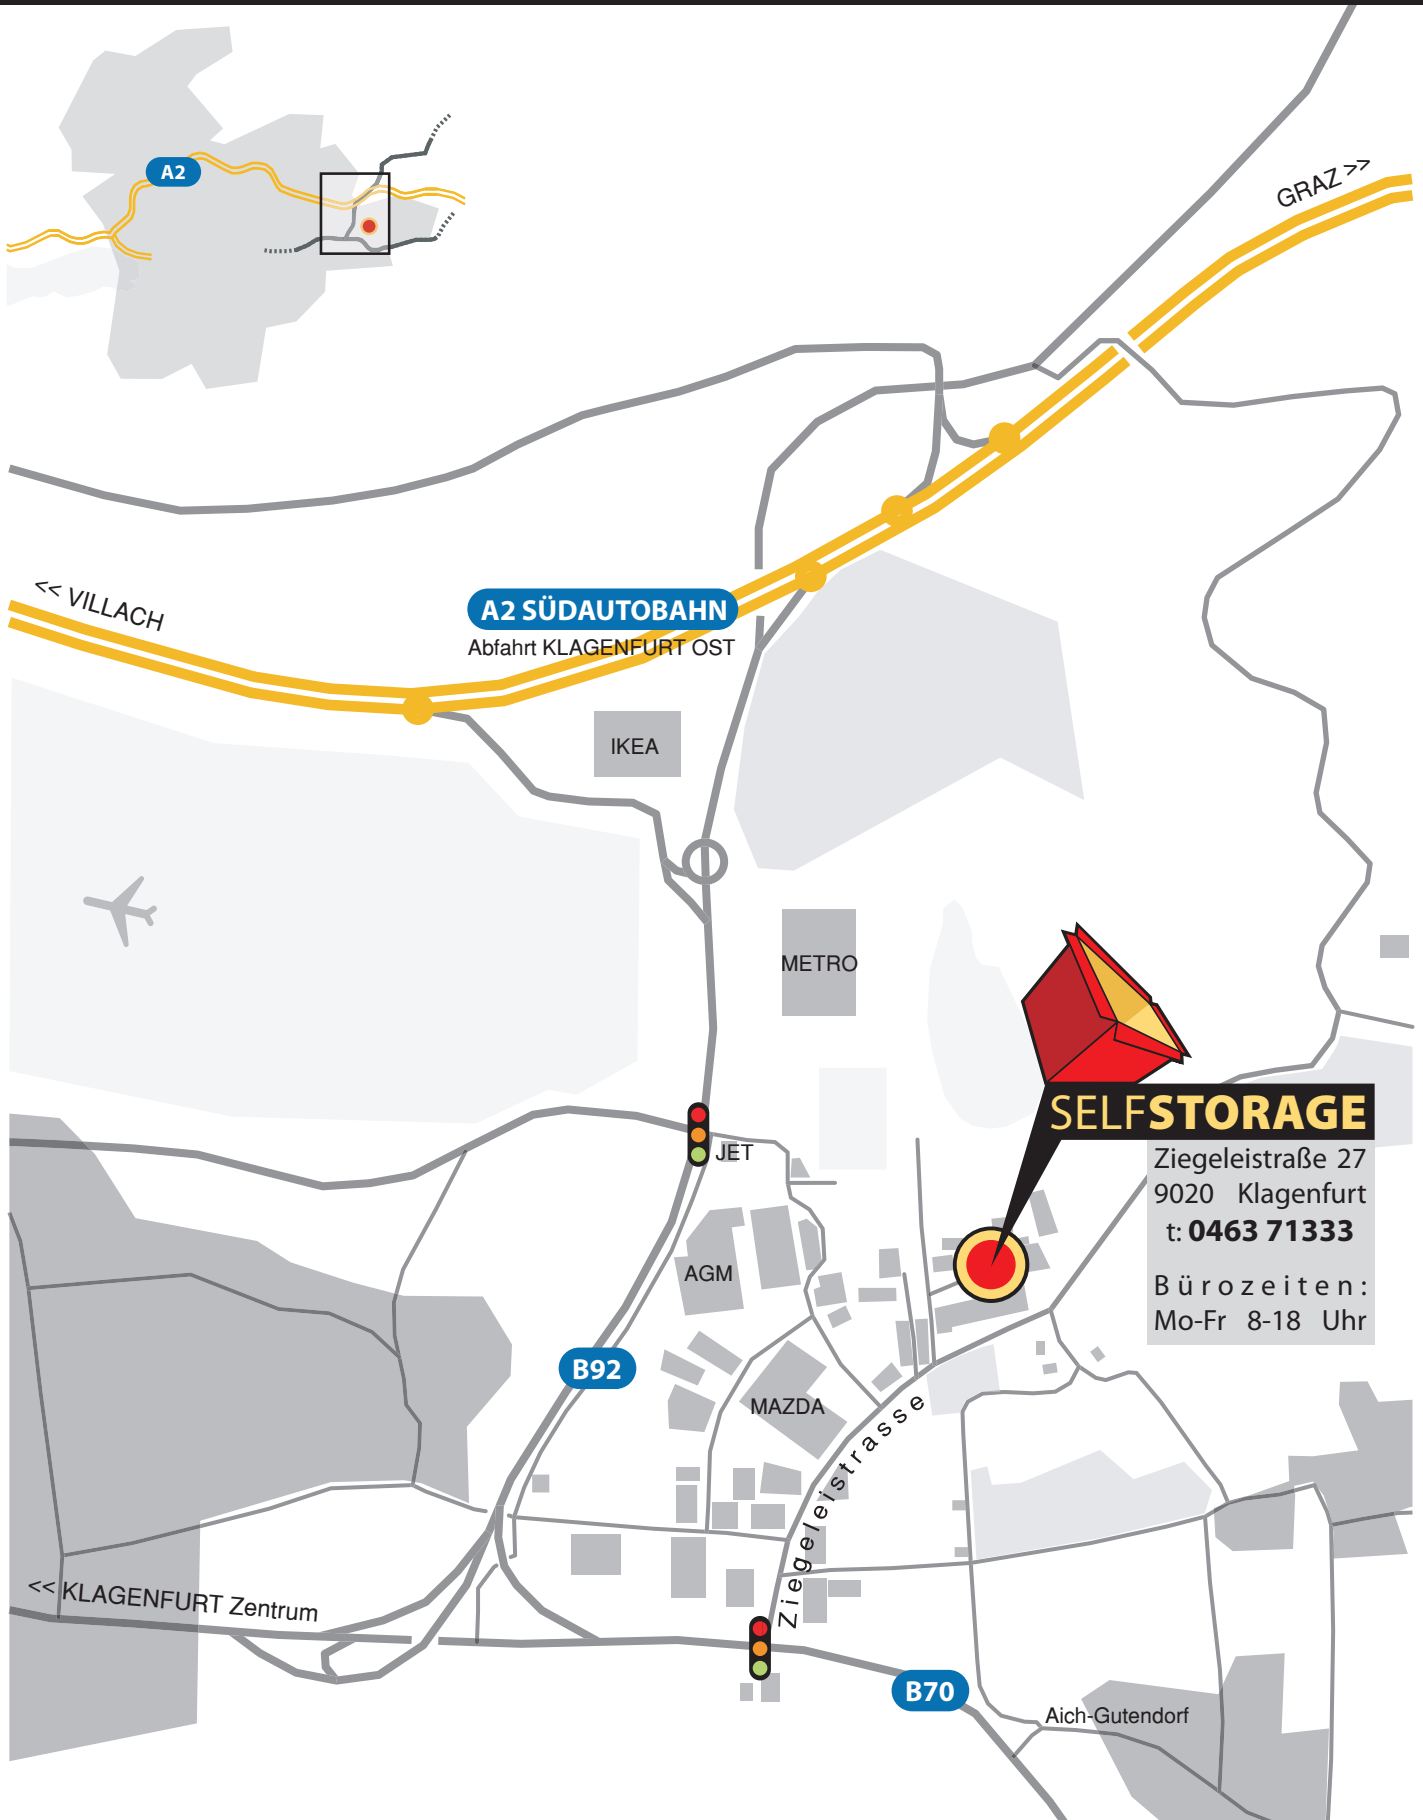 A2
GRAZ >>
<< VILLACH
A2 SÜDAUTOBAHN
Abfahrt KLAGENFURT OST
IKEA
METRO
SELFSTORAGE
Ziegeleistraße 27
9020 Klagenfurt
t: 0463 71333
Bürozeiten:
Mo-Fr 8-18 Uhr
JET
AGM
B92
MAZDA
Ziegeleistrasse
<< KLAGENFURT Zentrum
B70
Aich-Gutendorf